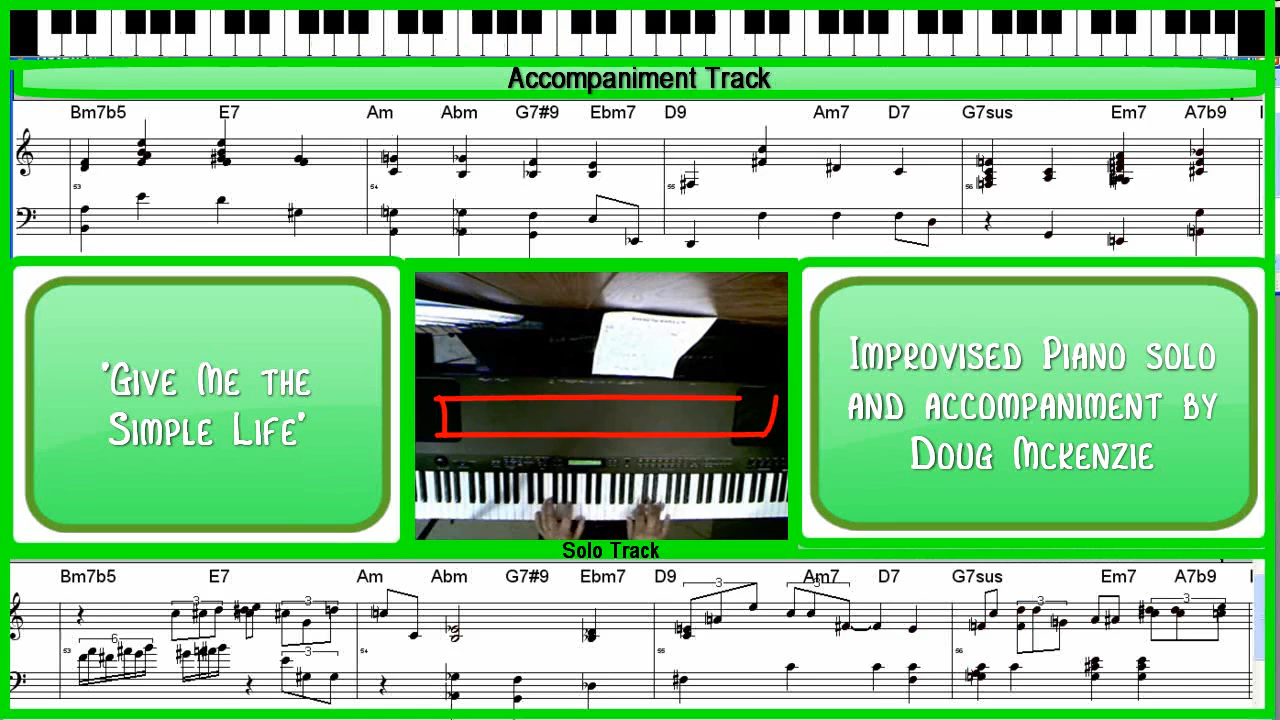 Accompaniment Track
Bm7b5 E7 Am Abm G7#9 Ebm7 D9 Am7 D7 G7sus Em7 A7b9
53 54 55 56
'Give Me the
Simple Life'
Improvised Piano solo
and accompaniment by
Doug Mckenzie
Solo Track
Bm7b5 E7 Am Abm G7#9 Ebm7 D9 Am7 D7 G7sus Em7 A7b9
3 3 3 3 3 3
6 3
53 54 55 56